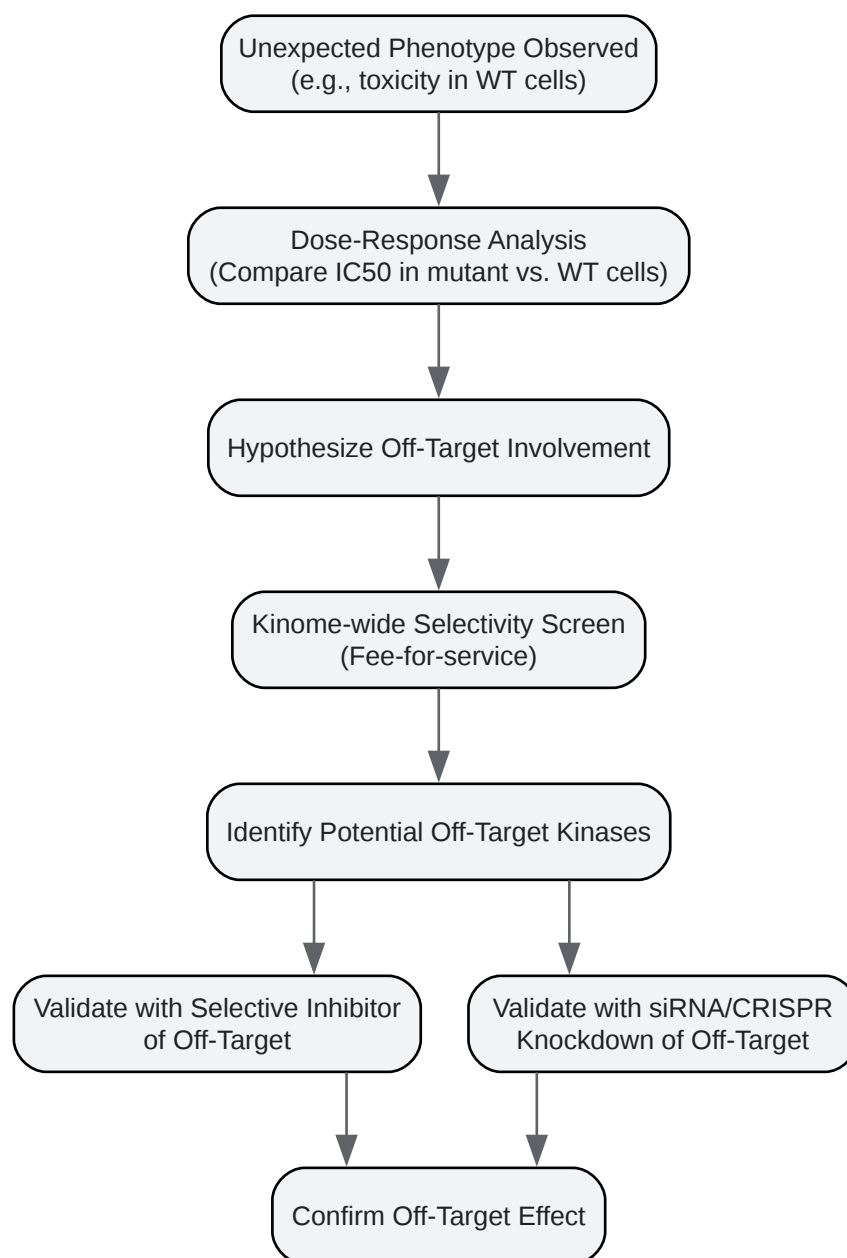 Unexpected Phenotype Observed
(e.g., toxicity in WT cells)
Dose-Response Analysis
(Compare IC50 in mutant vs. WT cells)
Hypothesize Off-Target Involvement
Kinome-wide Selectivity Screen
(Fee-for-service)
Identify Potential Off-Target Kinases
Validate with Selective Inhibitor
of Off-Target
Validate with siRNA/CRISPR
Knockdown of Off-Target
Confirm Off-Target Effect